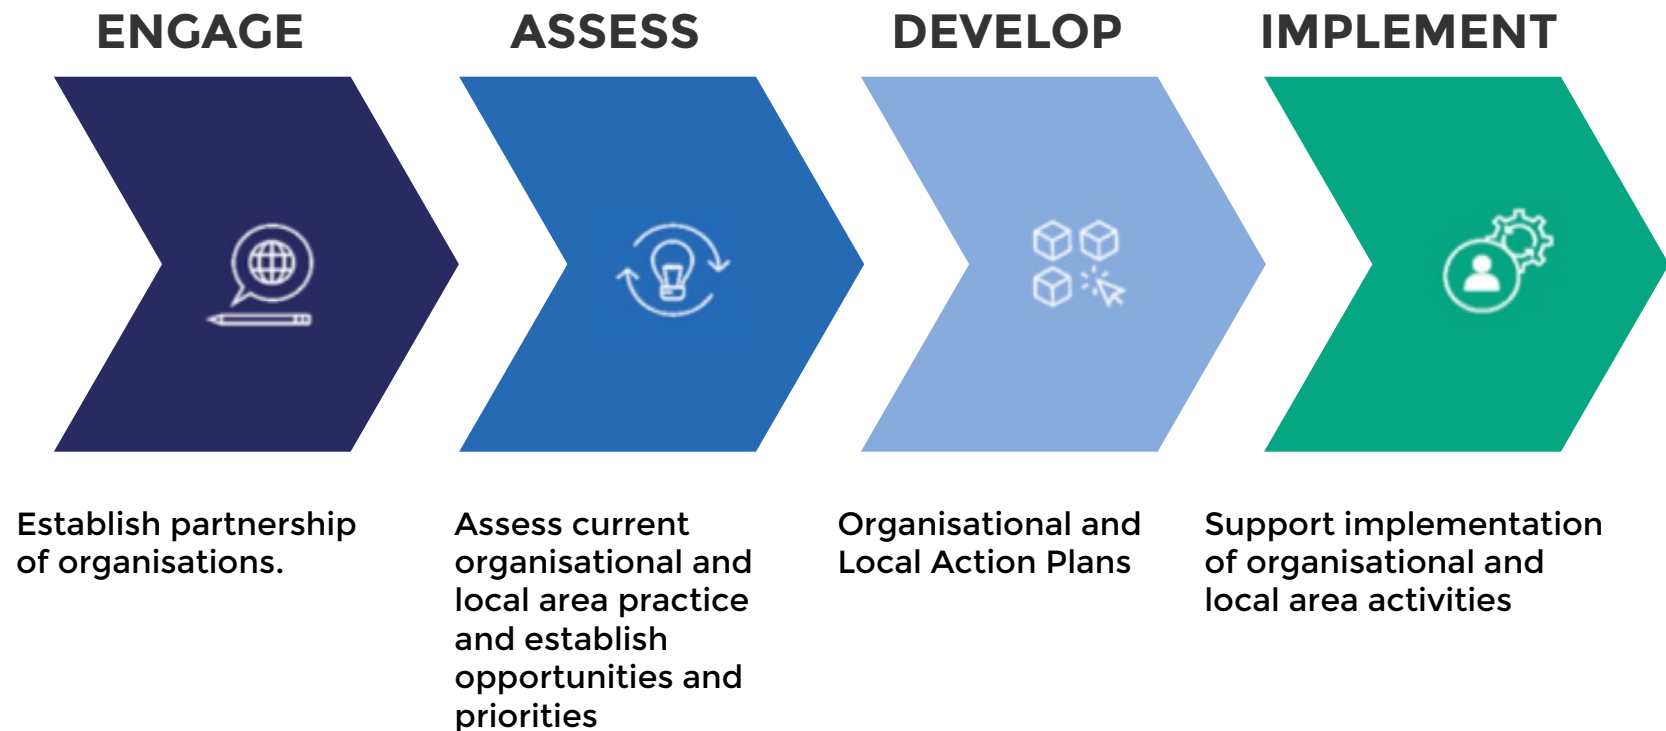 ENGAGE
ASSESS
DEVELOP
IMPLEMENT
Establish partnership
of organisations.
Assess current
organisational and
local area practice
and establish
opportunities and
priorities
Organisational and
Local Action Plans
Support implementation
of organisational and
local area activities